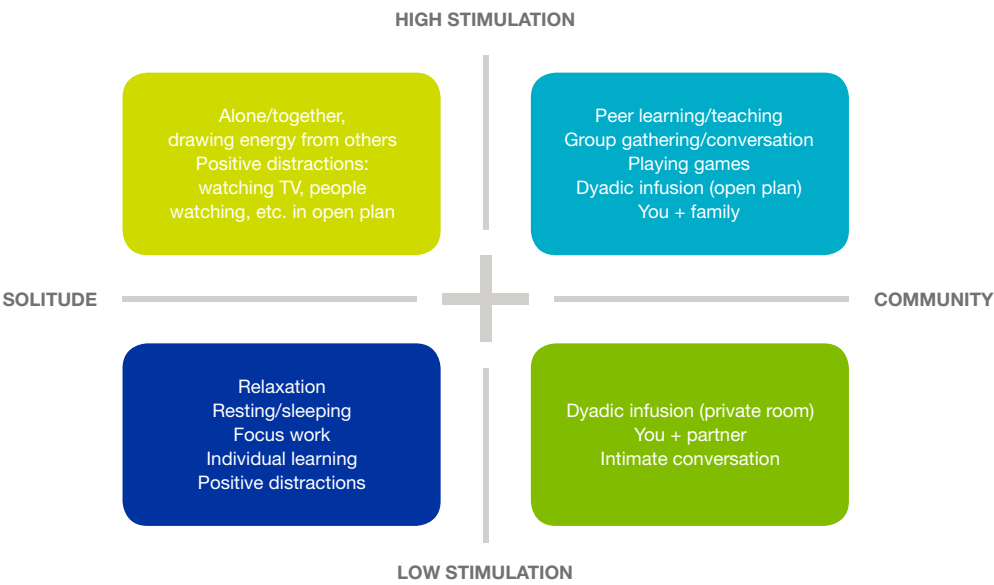 HIGH STIMULATION
Alone/together,
drawing energy from others
Positive distractions:
watching TV, people
watching, etc. in open plan
Peer learning/teaching
Group gathering/conversation
Playing games
Dyadic infusion (open plan)
You + family
SOLITUDE
COMMUNITY
Relaxation
Resting/sleeping
Focus work
Individual learning
Positive distractions
Dyadic infusion (private room)
You + partner
Intimate conversation
LOW STIMULATION